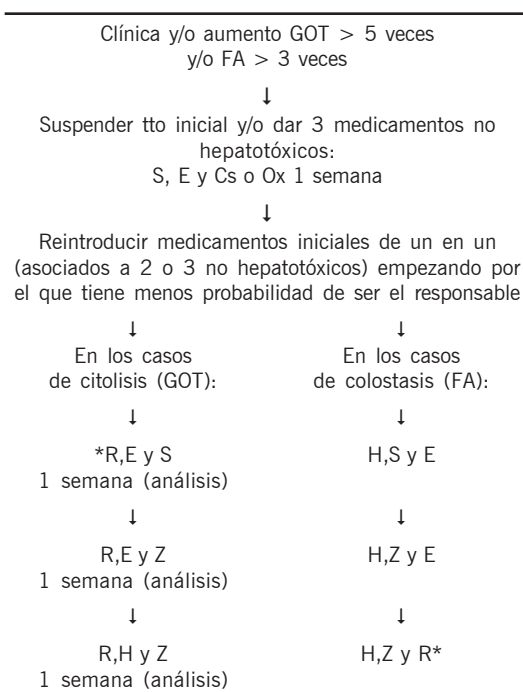 Clínica y/o aumento GOT > 5 veces
y/o FA > 3 veces
↓
Suspender tto inicial y/o dar 3 medicamentos no
hepatotóxicos:
S, E y Cs o Ox 1 semana
↓
Reintroducir medicamentos iniciales de un en un
(asociados a 2 o 3 no hepatotóxicos) empezando por
el que tiene menos probabilidad de ser el responsable
↓ ↓
En los casos En los casos
de citolisis (GOT): de colostasis (FA):
↓ ↓
*R,E y S H,S y E
1 semana (análisis)
↓ ↓
R,E y Z H,Z y E
1 semana (análisis)
↓ ↓
R,H y Z H,Z y R*
1 semana (análisis)